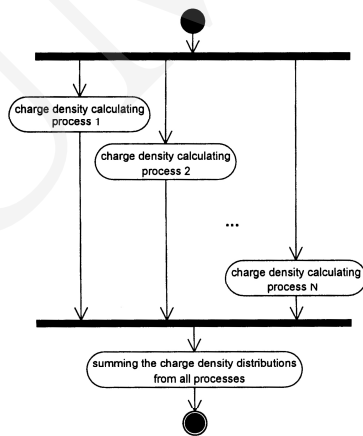 charge density calculating
process 1
charge density calculating
process 2
...
charge density calculating
process N
summing the charge density distributions
from all processes